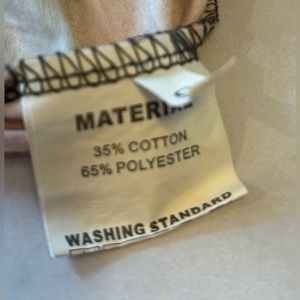 MATERIAL
35% COTTON
65% POLYESTER
WASHING STANDARD